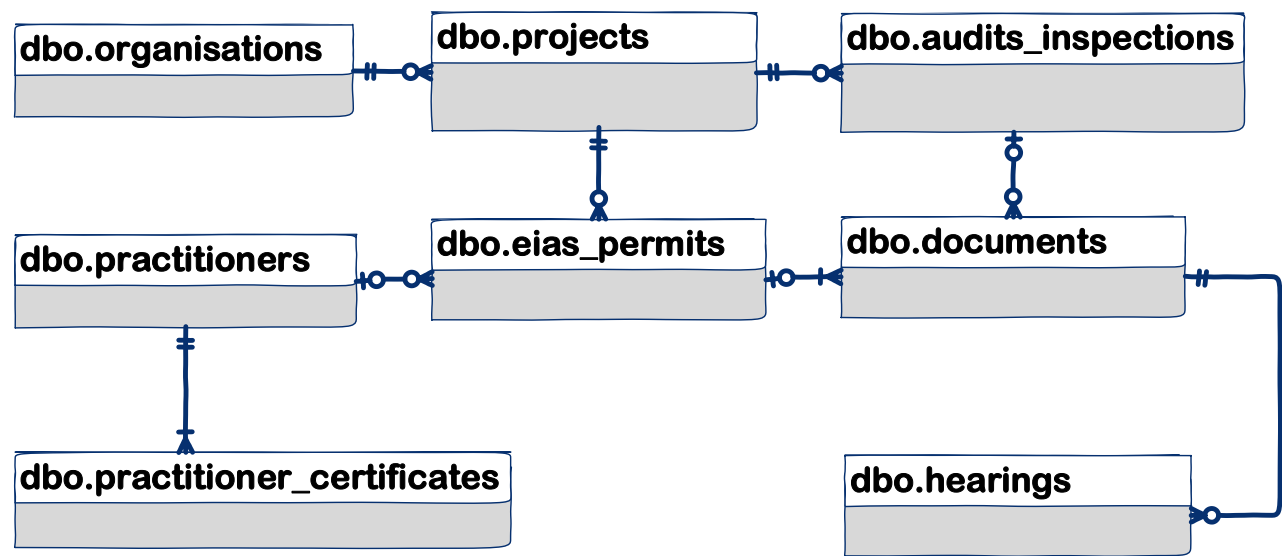 dbo.organisations
dbo.projects
dbo.audits_inspections
dbo.practitioners
dbo.eias_permits
dbo.documents
dbo.practitioner_certificates
dbo.hearings